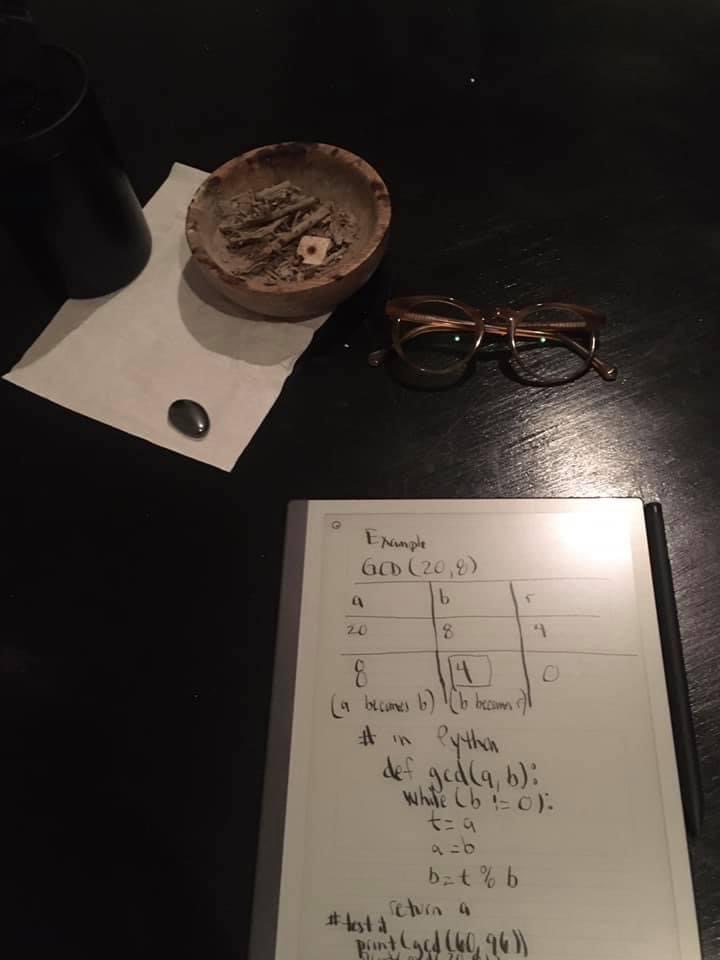 Example
GCD(20,8)
a b r
20 8 4
8 4 0
(a becomes b) (b becomes r)
# in Python
def gcd(a,b):
while(b != 0):
t=a
a=b
b=t%b
return a
#test it
print(gcd(60,96))